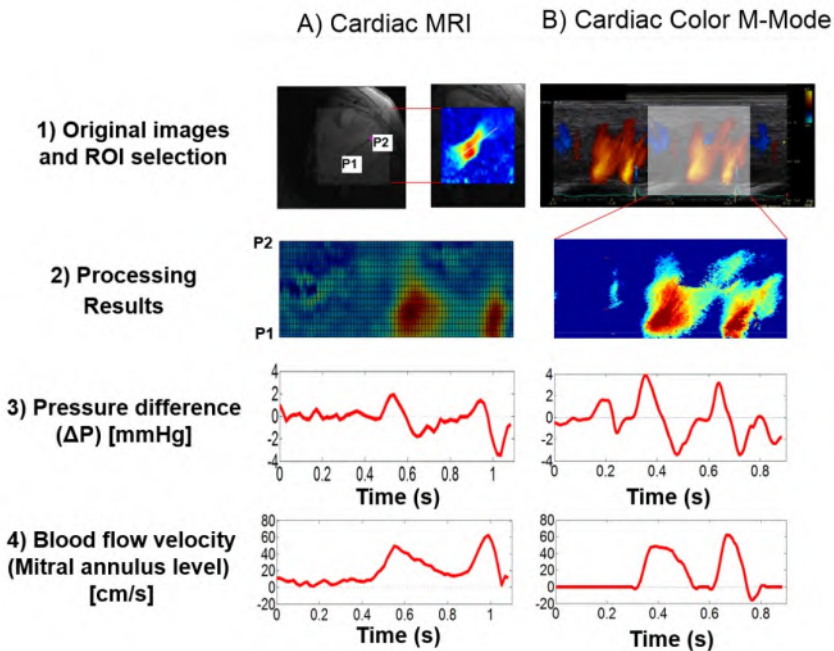 A) Cardiac MRI
B) Cardiac Color M-Mode
1) Original images
and ROI selection
P1
P2
2) Processing
Results
P2
P1
3) Pressure difference
(ΔP) [mmHg]
4
2
0
-2
-4
0
0.2
0.4
0.6
0.8
1
Time (s)
4
2
0
-2
-4
0
0.2
0.4
0.6
0.8
Time (s)
4) Blood flow velocity
(Mitral annulus level)
[cm/s]
80
60
40
20
0
-20
0
0.2
0.4
0.6
0.8
1
Time (s)
80
60
40
20
0
-20
0
0.2
0.4
0.6
0.8
Time (s)